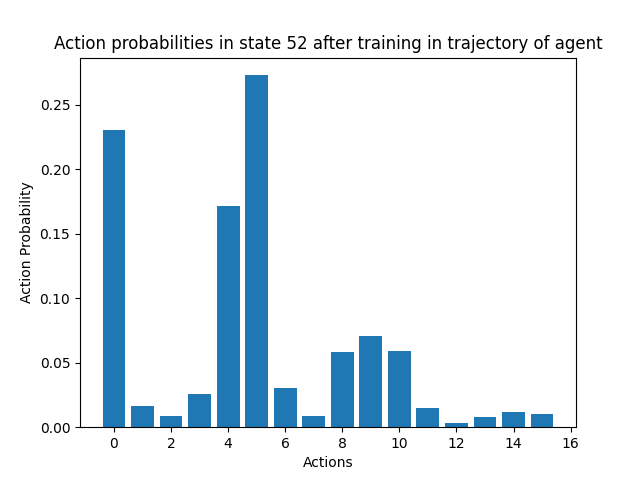 Action probabilities in state 52 after training in trajectory of agent
Action Probability
0.25
0.20
0.15
0.10
0.05
0.00
0 2 4 6 8 10 12 14 16
Actions